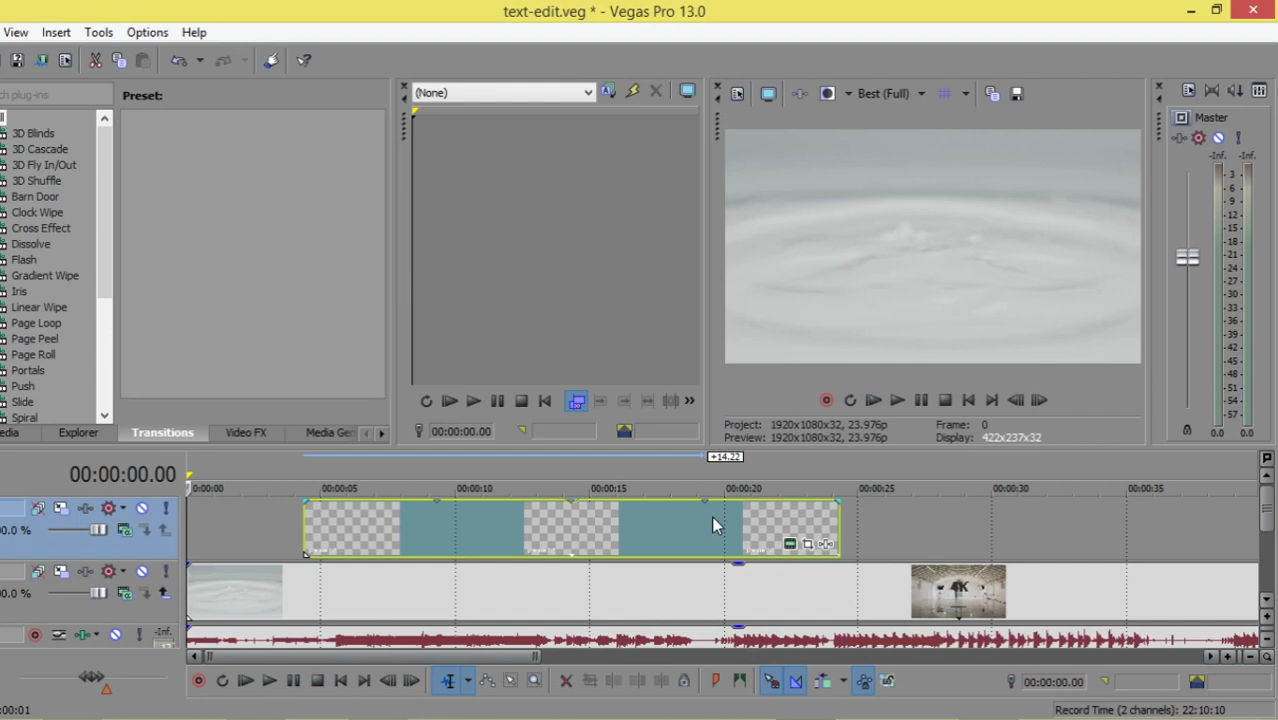 text-edit.veg * - Vegas Pro 13.0
View Insert Tools Options Help
ch plug-ins
Preset:
(None)
Best (Full)
Master
ll
3D Blinds
3D Cascade
3D Fly In/Out
3D Shuffle
Barn Door
Clock Wipe
Cross Effect
Dissolve
Flash
Gradient Wipe
Iris
Linear Wipe
Page Loop
Page Peel
Page Roll
Portals
Push
Slide
Spiral
-Inf. -Inf.
3
6
9
12
15
18
21
24
27
30
33
36
39
42
45
48
51
54
57
0.0 0.0
edia Explorer Transitions Video FX Media Gen
00:00:00.00
Project: 1920x1080x32, 23.976p Frame: 0
Preview: 1920x1080x32, 23.976p Display: 422x237x32
+14.22
00:00:00.00
0:00:00 00:00:05 00:00:10 00:00:15 00:00:20 00:00:25 00:00:30 00:00:35
0.0 %
0.0 %
4K
-Inf.
00:00:00.00
:00:01
Record Time (2 channels): 22:10:10